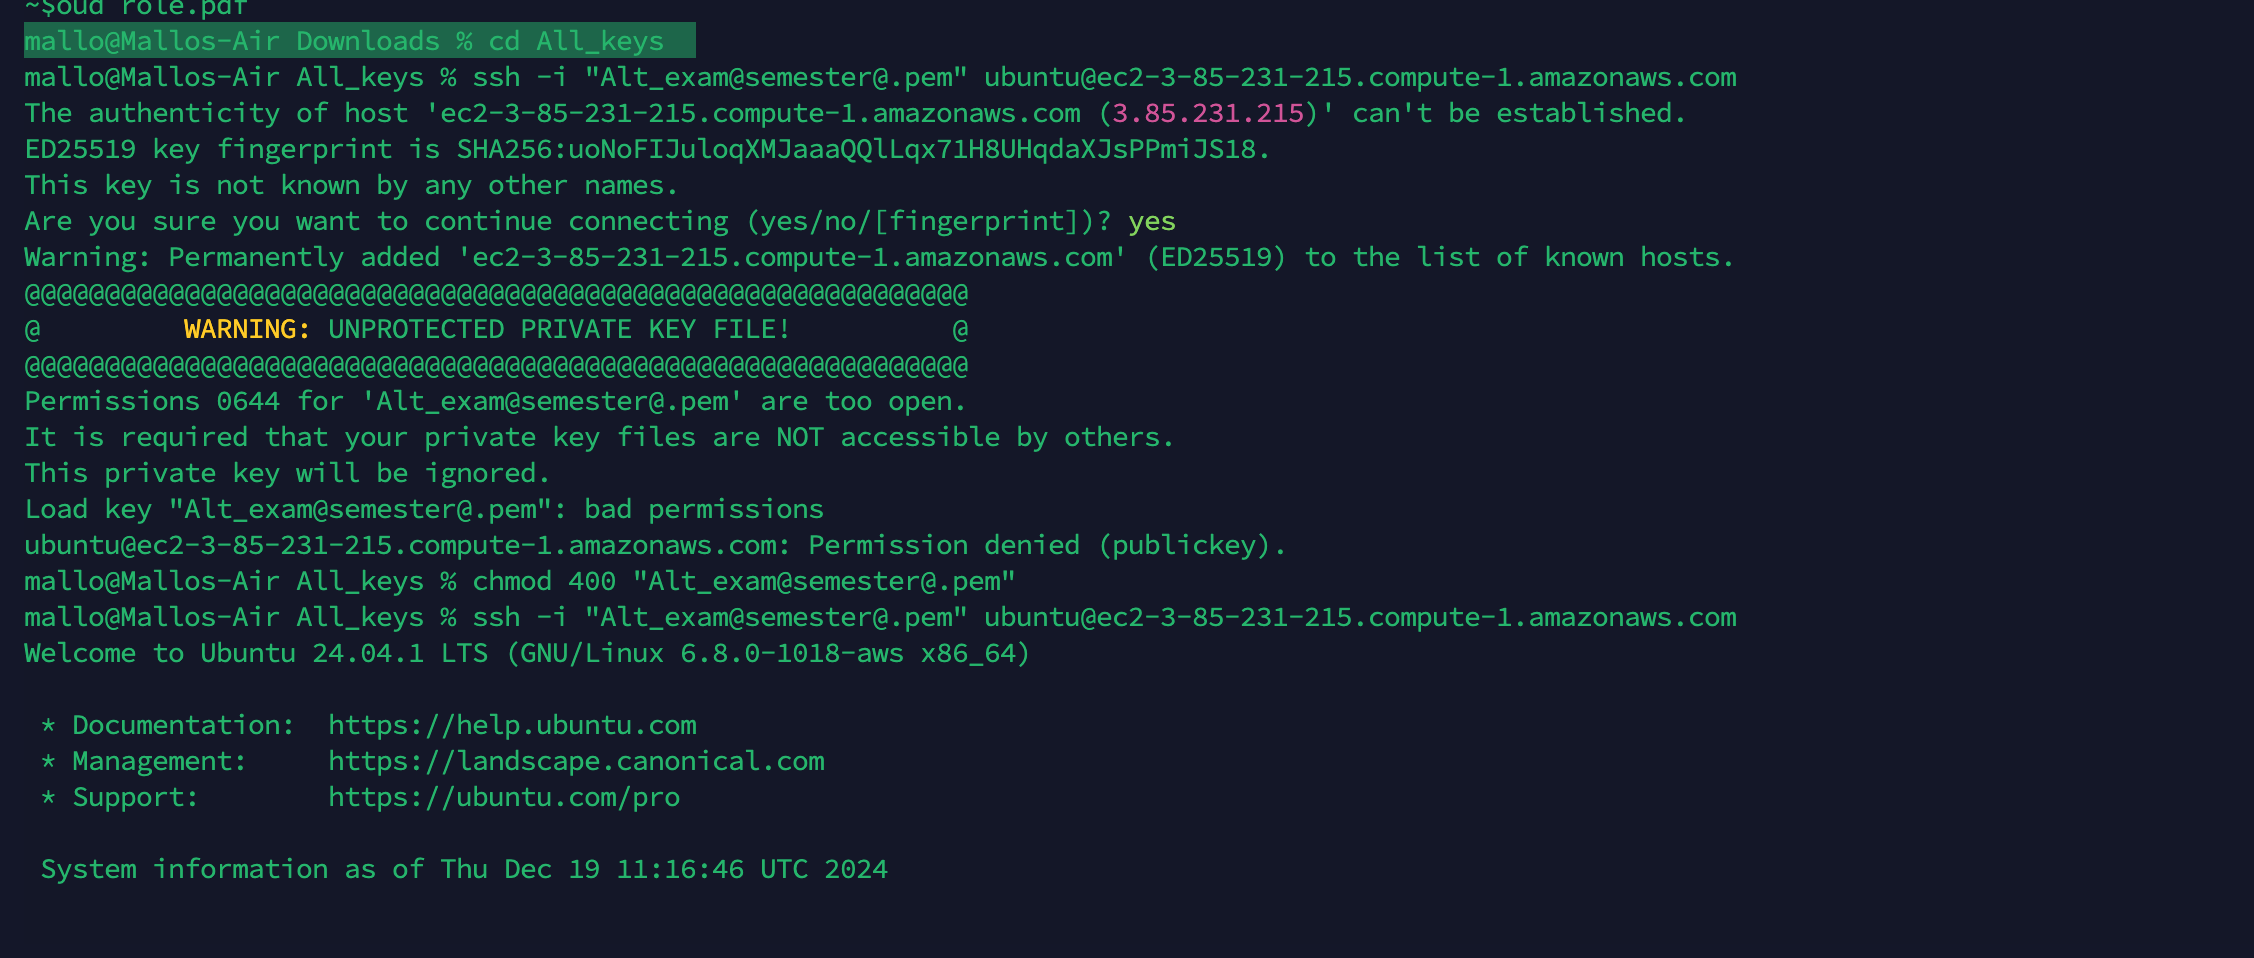 ~$oud role.pdf
mallo@Mallos-Air Downloads % cd All_keys
mallo@Mallos-Air All_keys % ssh -i "Alt_exam@semester@.pem" ubuntu@ec2-3-85-231-215.compute-1.amazonaws.com
The authenticity of host 'ec2-3-85-231-215.compute-1.amazonaws.com (3.85.231.215)' can't be established.
ED25519 key fingerprint is SHA256:uoNoFIJuloqXMJaaaQQlLqx71H8UHqdaXJsPPmiJS18.
This key is not known by any other names.
Are you sure you want to continue connecting (yes/no/[fingerprint])? yes
Warning: Permanently added 'ec2-3-85-231-215.compute-1.amazonaws.com' (ED25519) to the list of known hosts.
@@@@@@@@@@@@@@@@@@@@@@@@@@@@@@@@@@@@@@@@@@@@@@@@@@@@@@@@@@@
@         WARNING: UNPROTECTED PRIVATE KEY FILE!          @
@@@@@@@@@@@@@@@@@@@@@@@@@@@@@@@@@@@@@@@@@@@@@@@@@@@@@@@@@@@
Permissions 0644 for 'Alt_exam@semester@.pem' are too open.
It is required that your private key files are NOT accessible by others.
This private key will be ignored.
Load key "Alt_exam@semester@.pem": bad permissions
ubuntu@ec2-3-85-231-215.compute-1.amazonaws.com: Permission denied (publickey).
mallo@Mallos-Air All_keys % chmod 400 "Alt_exam@semester@.pem"
mallo@Mallos-Air All_keys % ssh -i "Alt_exam@semester@.pem" ubuntu@ec2-3-85-231-215.compute-1.amazonaws.com
Welcome to Ubuntu 24.04.1 LTS (GNU/Linux 6.8.0-1018-aws x86_64)
 * Documentation:  https://help.ubuntu.com
 * Management:     https://landscape.canonical.com
 * Support:        https://ubuntu.com/pro
 System information as of Thu Dec 19 11:16:46 UTC 2024